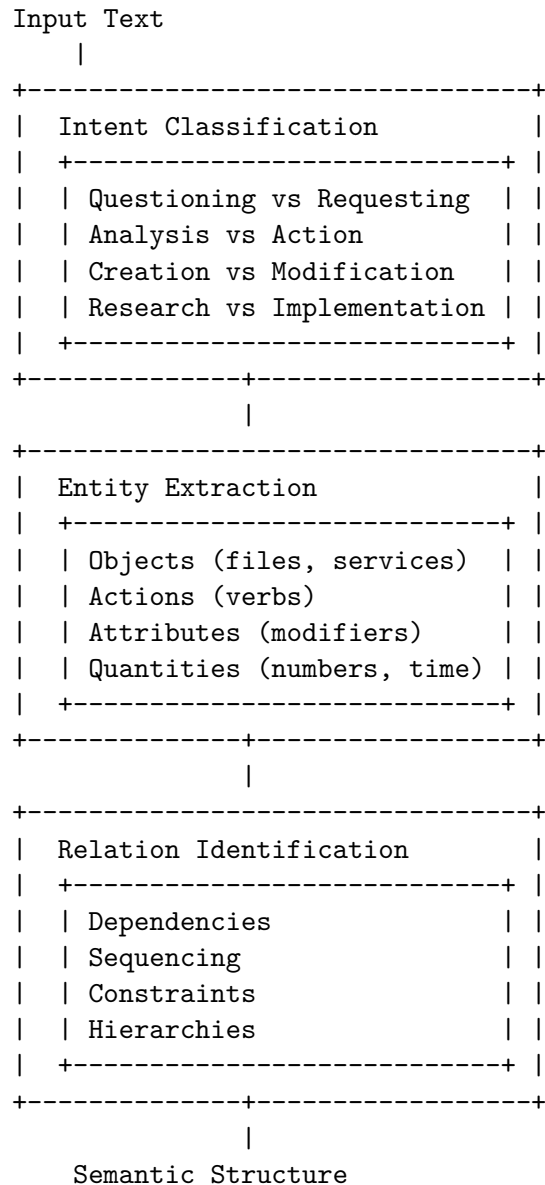 Input Text
Intent Classification
Questioning vs Requesting
Analysis vs Action
Creation vs Modification
Research vs Implementation
Entity Extraction
Objects (files, services)
Actions (verbs)
Attributes (modifiers)
Quantities (numbers, time)
Relation Identification
Dependencies
Sequencing
Constraints
Hierarchies
Semantic Structure